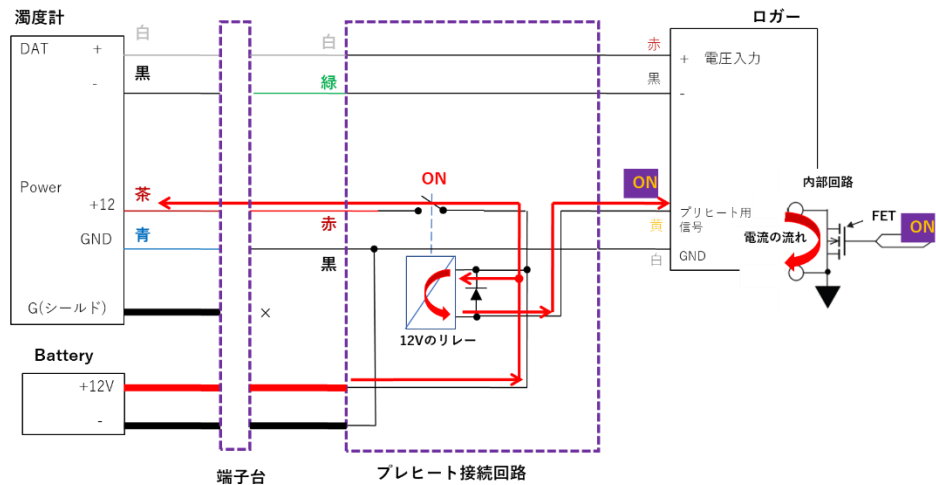 濁度計
ロガー
白
白
赤
DAT
+
+
電圧入力
黒
緑
黒
-
-
Power
茶
ON
ON
内部回路
+12
赤
黄
プリヒート用
信号
FET
ON
電流の流れ
GND
青
黒
白
GND
G(シールド)
×
12Vのリレー
Battery
+12V
-
端子台
プレヒート接続回路